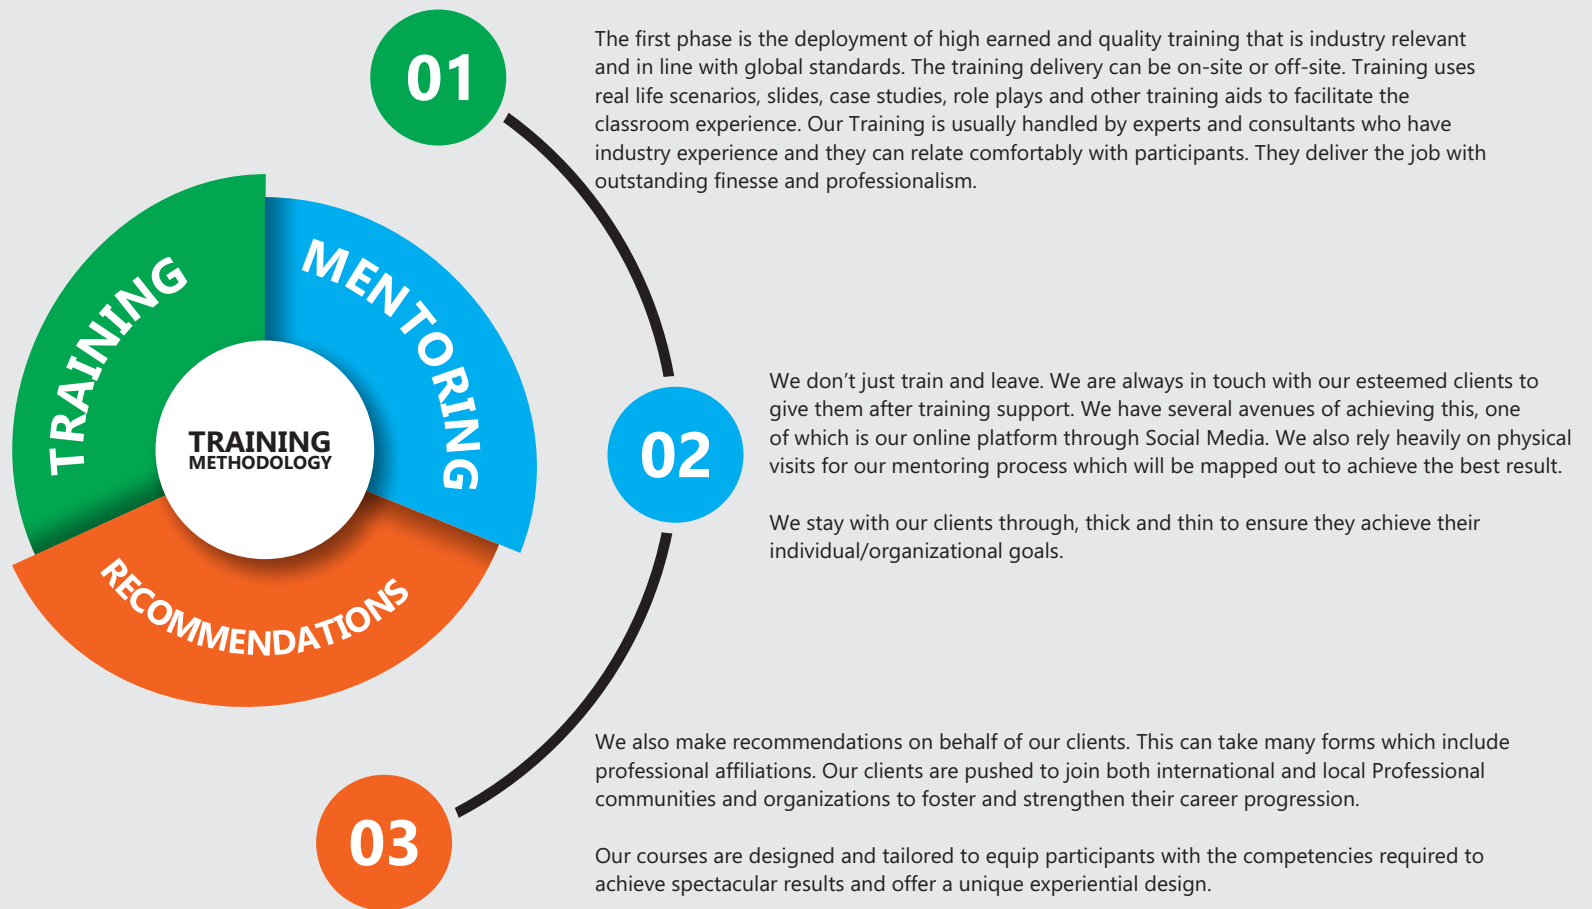 01
The first phase is the deployment of high earned and quality training that is industry relevant
and in line with global standards. The training delivery can be on-site or off-site. Training uses
real life scenarios, slides, case studies, role plays and other training aids to facilitate the
classroom experience. Our Training is usually handled by experts and consultants who have
industry experience and they can relate comfortably with participants. They deliver the job with
outstanding finesse and professionalism.
TRAINING
MENTORING
RECOMMENDATIONS
TRAINING
METHODOLOGY
02
We don’t just train and leave. We are always in touch with our esteemed clients to
give them after training support. We have several avenues of achieving this, one
of which is our online platform through Social Media. We also rely heavily on physical
visits for our mentoring process which will be mapped out to achieve the best result.
We stay with our clients through, thick and thin to ensure they achieve their
individual/organizational goals.
03
We also make recommendations on behalf of our clients. This can take many forms which include
professional affiliations. Our clients are pushed to join both international and local Professional
communities and organizations to foster and strengthen their career progression.
Our courses are designed and tailored to equip participants with the competencies required to
achieve spectacular results and offer a unique experiential design.